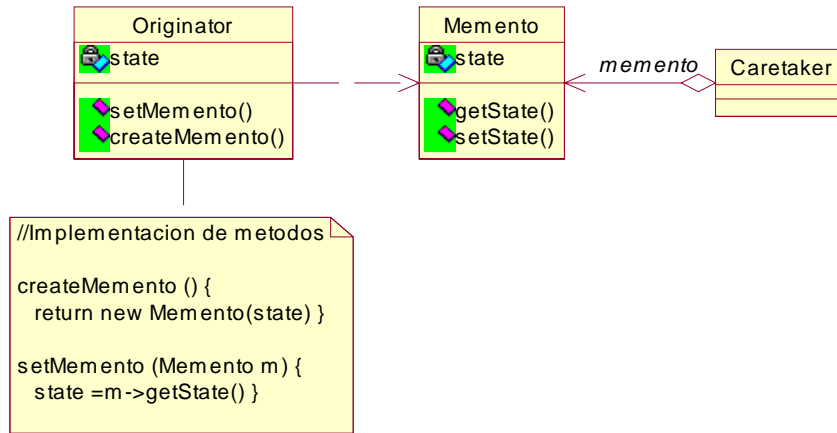 Originator
state
setMemento()
createMemento()
Memento
state
getState()
setState()
memento
Caretaker
//Implementacion de metodos
createMemento () {
return new Memento(state) }
setMemento (Memento m) {
state =m->getState() }